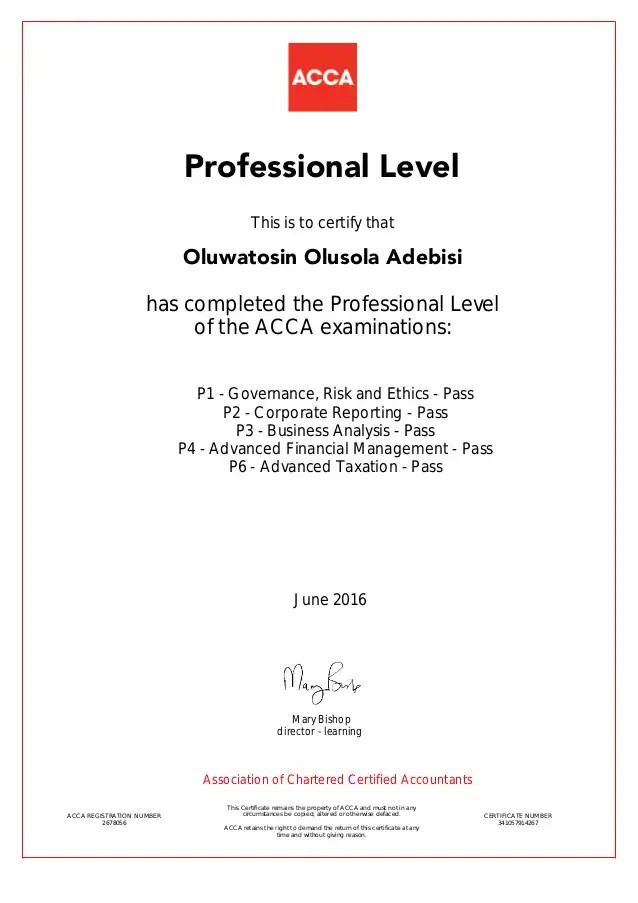 ACCA
Professional Level
This is to certify that
Oluwatosin Olusola Adebisi
has completed the Professional Level
of the ACCA examinations:
P1 - Governance, Risk and Ethics - Pass
P2 - Corporate Reporting - Pass
P3 - Business Analysis - Pass
P4 - Advanced Financial Management - Pass
P6 - Advanced Taxation - Pass
June 2016
Mary Bishop
Mary Bishop
director - learning
Association of Chartered Certified Accountants
ACCA REGISTRATION NUMBER
2678056
This Certificate remains the property of ACCA and must not in any
circumstances be copied, altered or otherwise defaced.
ACCA retains the right to demand the return of this certificate at any
time and without giving reason.
CERTIFICATE NUMBER
341057914267